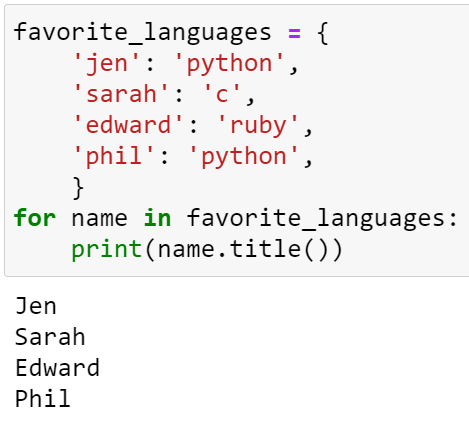 favorite_languages = {
    'jen': 'python',
    'sarah': 'c',
    'edward': 'ruby',
    'phil': 'python',
    }
for name in favorite_languages:
    print(name.title())
Jen
Sarah
Edward
Phil